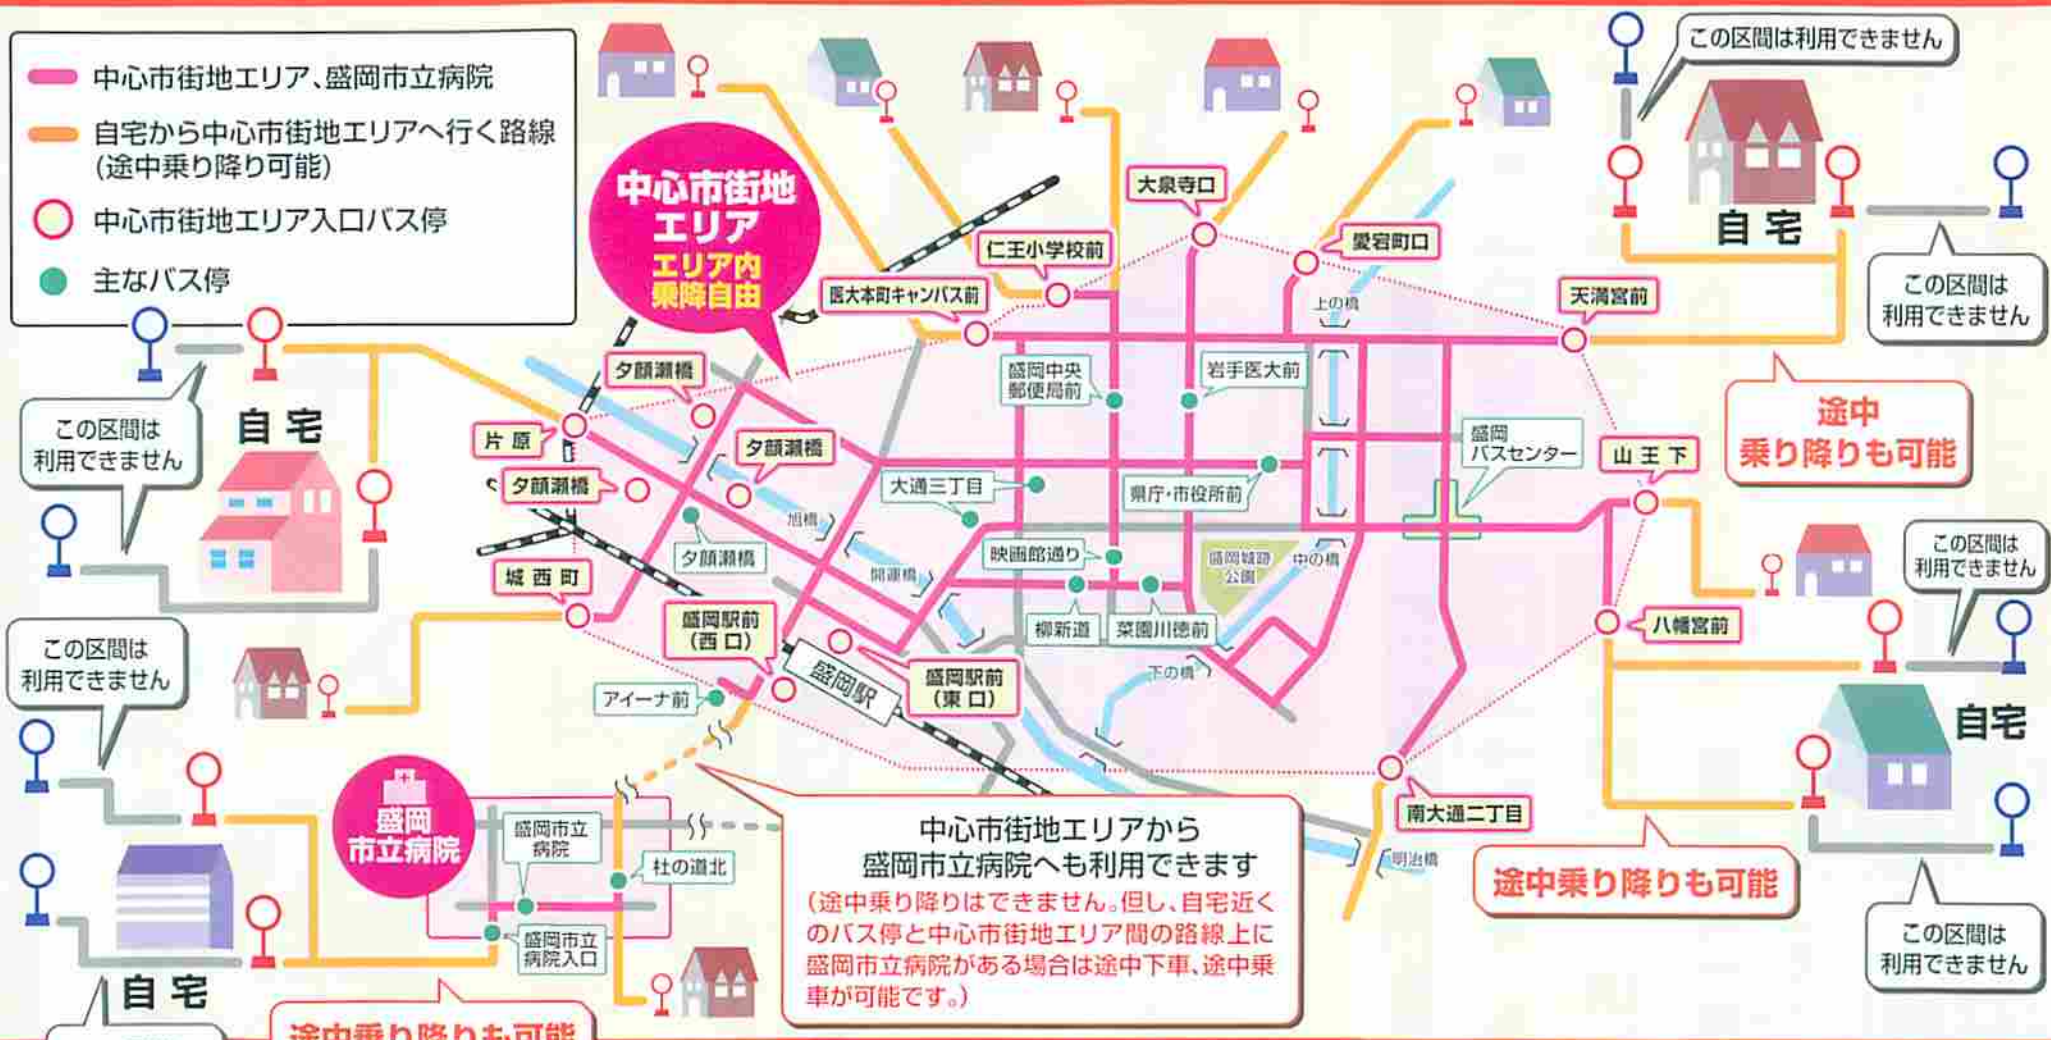 中心市街地エリア、盛岡市立病院
自宅から中心市街地エリアへ行く路線
(途中乗り降り可能)
中心市街地エリア入口バス停
主なバス停
中心市街地
エリア
エリア内
乗降自由
この区間は利用できません
自宅
この区間は
利用できません
途中
乗り降りも可能
大泉寺口
仁王小学校前
愛宕町口
医大本町キャンパス前
上の橋
天満宮前
夕顔瀬橋
盛岡中央
郵便局前
岩手医大前
この区間は
利用できません
自宅
片原
夕顔瀬橋
夕顔瀬橋
大通三丁目
県庁・市役所前
盛岡
バスセンター
山王下
旭橋
夕顔瀬橋
映画館通り
盛岡城跡
公園
中の橋
開運橋
城西町
盛岡駅前
(西口)
柳新道
菜園川徳前
八幡宮前
この区間は
利用できません
この区間は
利用できません
アイーナ前
盛岡駅
盛岡駅前
(東口)
下の橋
自宅
盛岡
市立病院
盛岡市立
病院
杜の道北
盛岡市立
病院入口
中心市街地エリアから
盛岡市立病院へも利用できます
(途中乗り降りはできません。但し、自宅近く
のバス停と中心市街地エリア間の路線上に
盛岡市立病院がある場合は途中下車、途中乗
車が可能です。)
南大通二丁目
明治橋
途中乗り降りも可能
この区間は
利用できません
自宅
途中乗り降りも可能